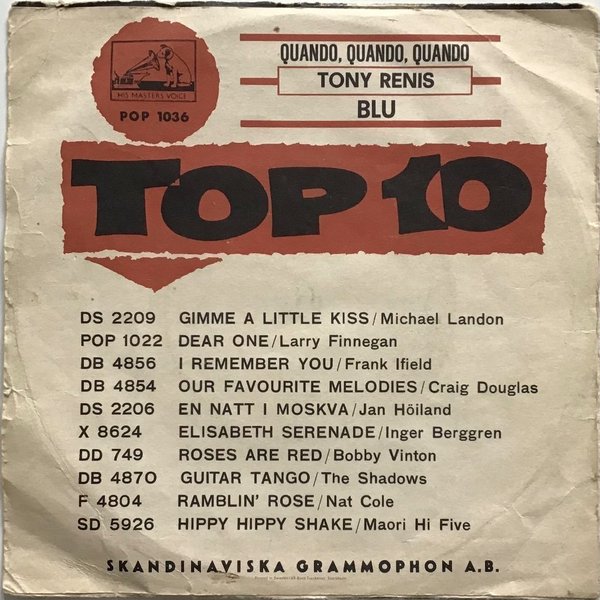 HIS MASTERS VOICE
POP 1036
QUANDO, QUANDO, QUANDO
TONY RENIS
BLU
TOP 10
DS 2209 GIMME A LITTLE KISS/Michael Landon
POP 1022 DEAR ONE/Larry Finnegan
DB 4856 I REMEMBER YOU/Frank Ifield
DB 4854 OUR FAVOURITE MELODIES/Craig Douglas
DS 2206 EN NATT I MOSKVA/Jan Höiland
X 8624 ELISABETH SERENADE/Inger Berggren
DD 749 ROSES ARE RED/Bobby Vinton
DB 4870 GUITAR TANGO/The Shadows
F 4804 RAMBLIN' ROSE/Nat Cole
SD 5926 HIPPY HIPPY SHAKE/Maori Hi Five
SKANDINAVISKA GRAMMOPHON A.B.